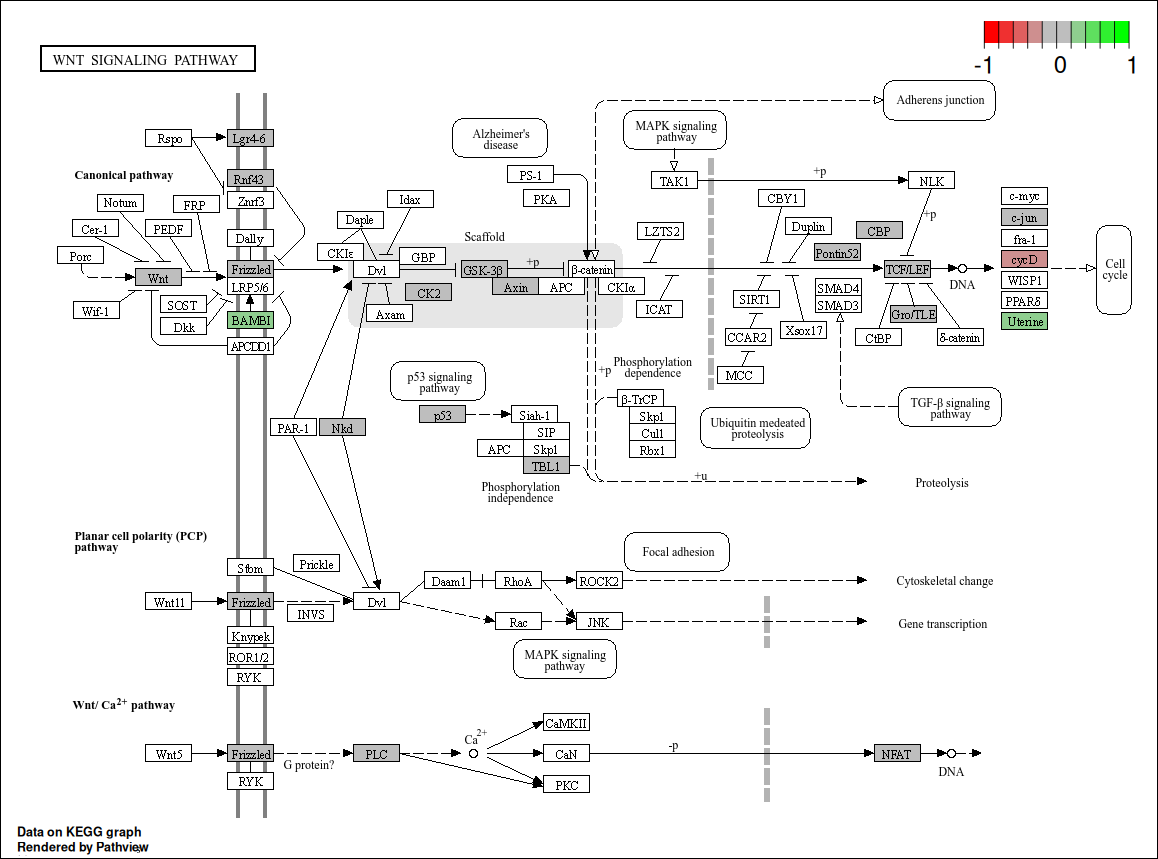 WNT SIGNALING PATHWAY
-1 0 1
Adherens junction
Alzheimer's
disease
MAPK signaling
pathway
Rspo
Lgr4-6
Canonical pathway
Rnf43
Znrf3
PS-1
PKA
TAK1
+p
NLK
Notum
FRP
Cer-1
PEDF
Dally
Porc
Wnt
Frizzled
LRP5/6
SOST
Dkk
Wif-1
BAMBI
APCDD1
Idax
Daple
CKIε
Dvl
GBP
Scaffold
GSK-3β
+p
β-catenin
CK2
Axin
APC
CKIα
Axam
LZTS2
ICAT
CBY1
Duplin
CBP
Pontin52
+p
TCF/LEF
DNA
SMAD4
SMAD3
SIRT1
CCAR2
Xsox17
MCC
Gro/TLE
CtBP
δ-catenin
c-myc
c-jun
fra-1
cycD
WISP1
PPARδ
Uterine
Cell
cycle
p53 signaling
pathway
Phosphorylation
dependence
+p
TGF-β signaling
pathway
PAR-1
Nkd
p53
Siah-1
SIP
APC
Skp1
TBL1
β-TrCP
Skp1
Cul1
Rbx1
Ubiquitin medeated
proteolysis
Phosphorylation
independence
+u
Proteolysis
Planar cell polarity (PCP)
pathway
Stbm
Prickle
Wnt11
Frizzled
INVS
Dvl
Knypek
ROR1/2
RYK
Daam1
RhoA
ROCK2
Focal adhesion
Cytoskeletal change
Rac
JNK
Gene transcription
MAPK signaling
pathway
Wnt/ Ca2+ pathway
Wnt5
Frizzled
RYK
G protein?
PLC
Ca2+
CaMKII
CaN
PKC
-p
NFAT
DNA
Data on KEGG graph
Rendered by Pathview